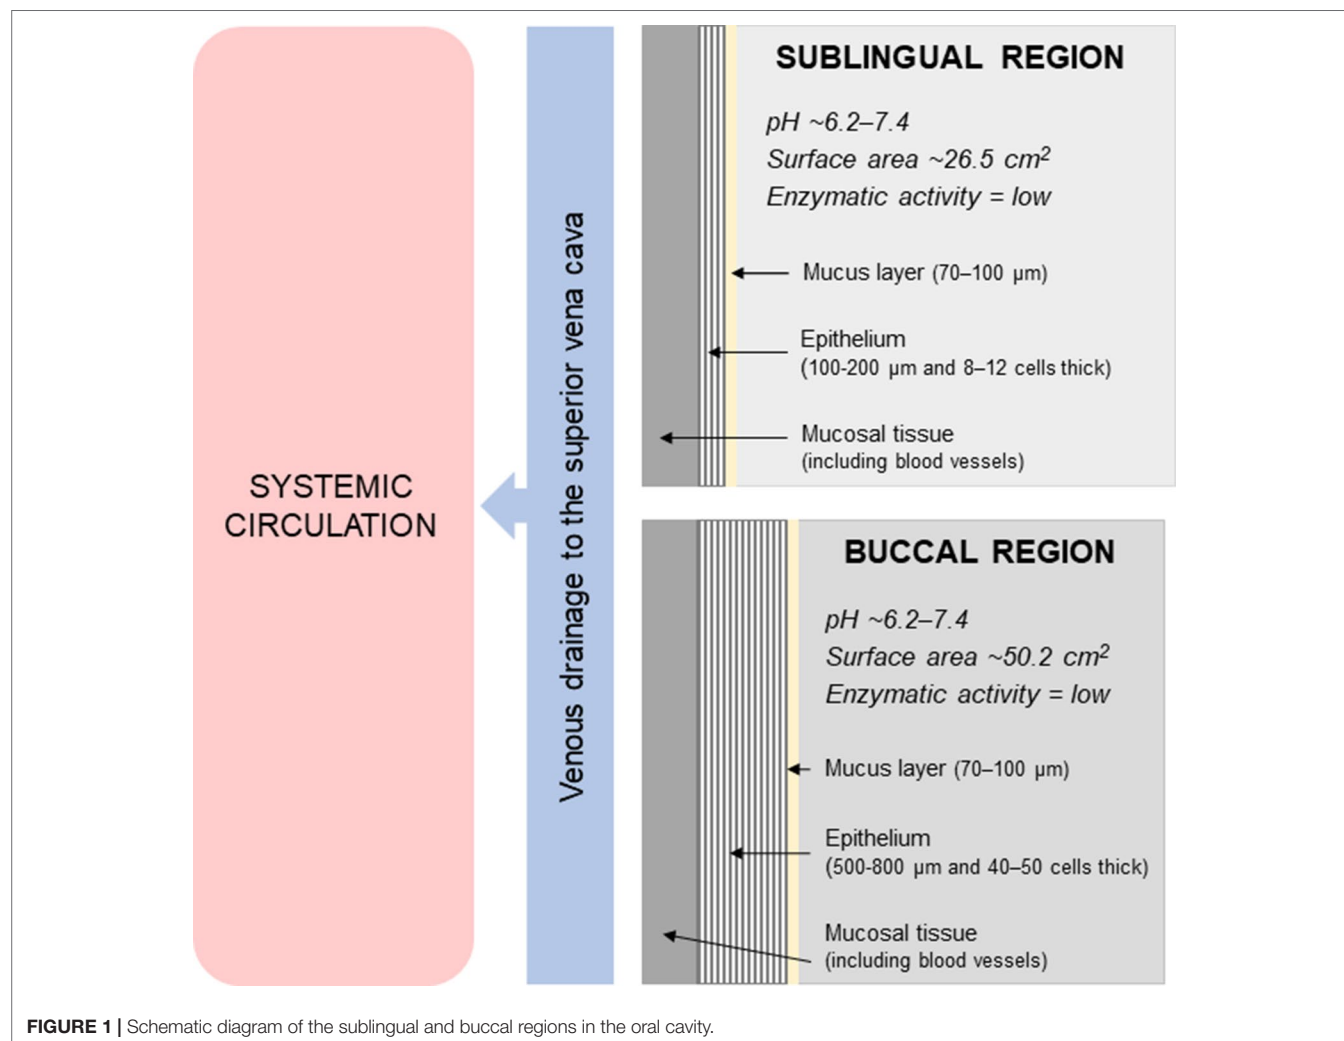 SYSTEMIC
CIRCULATION
Venous drainage to the superior vena cava
SUBLINGUAL REGION
pH ~6.2–7.4
Surface area ~26.5 cm²
Enzymatic activity = low
Mucus layer (70–100 µm)
Epithelium
(100-200 µm and 8–12 cells thick)
Mucosal tissue
(including blood vessels)
BUCCAL REGION
pH ~6.2–7.4
Surface area ~50.2 cm²
Enzymatic activity = low
Mucus layer (70–100 µm)
Epithelium
(500-800 µm and 40–50 cells thick)
Mucosal tissue
(including blood vessels)
FIGURE 1 | Schematic diagram of the sublingual and buccal regions in the oral cavity.